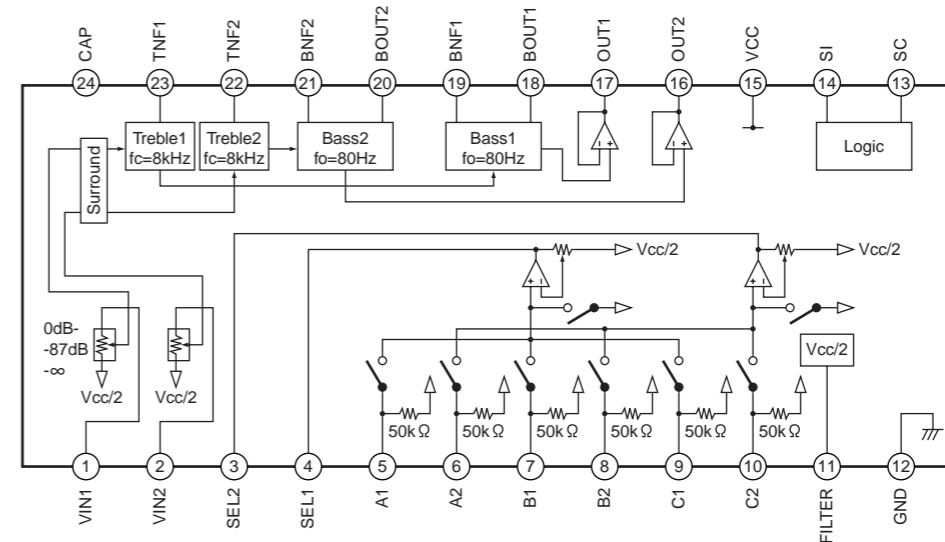 CAP
TNF1
TNF2
BNF2
BOUT2
BNF1
BOUT1
OUT1
OUT2
VCC
SI
SC
24
23
22
21
20
19
18
17
16
15
14
13
Surround
Treble1
fc=8kHz
Treble2
fc=8kHz
Bass2
fo=80Hz
Bass1
fo=80Hz
Logic
− +
− +
Vcc/2
Vcc/2
+ −
+ −
0dB-
-87dB
-∞
Vcc/2
Vcc/2
Vcc/2
50kΩ
50kΩ
50kΩ
50kΩ
50kΩ
50kΩ
1
2
3
4
5
6
7
8
9
10
11
12
VIN1
VIN2
SEL2
SEL1
A1
A2
B1
B2
C1
C2
FILTER
GND